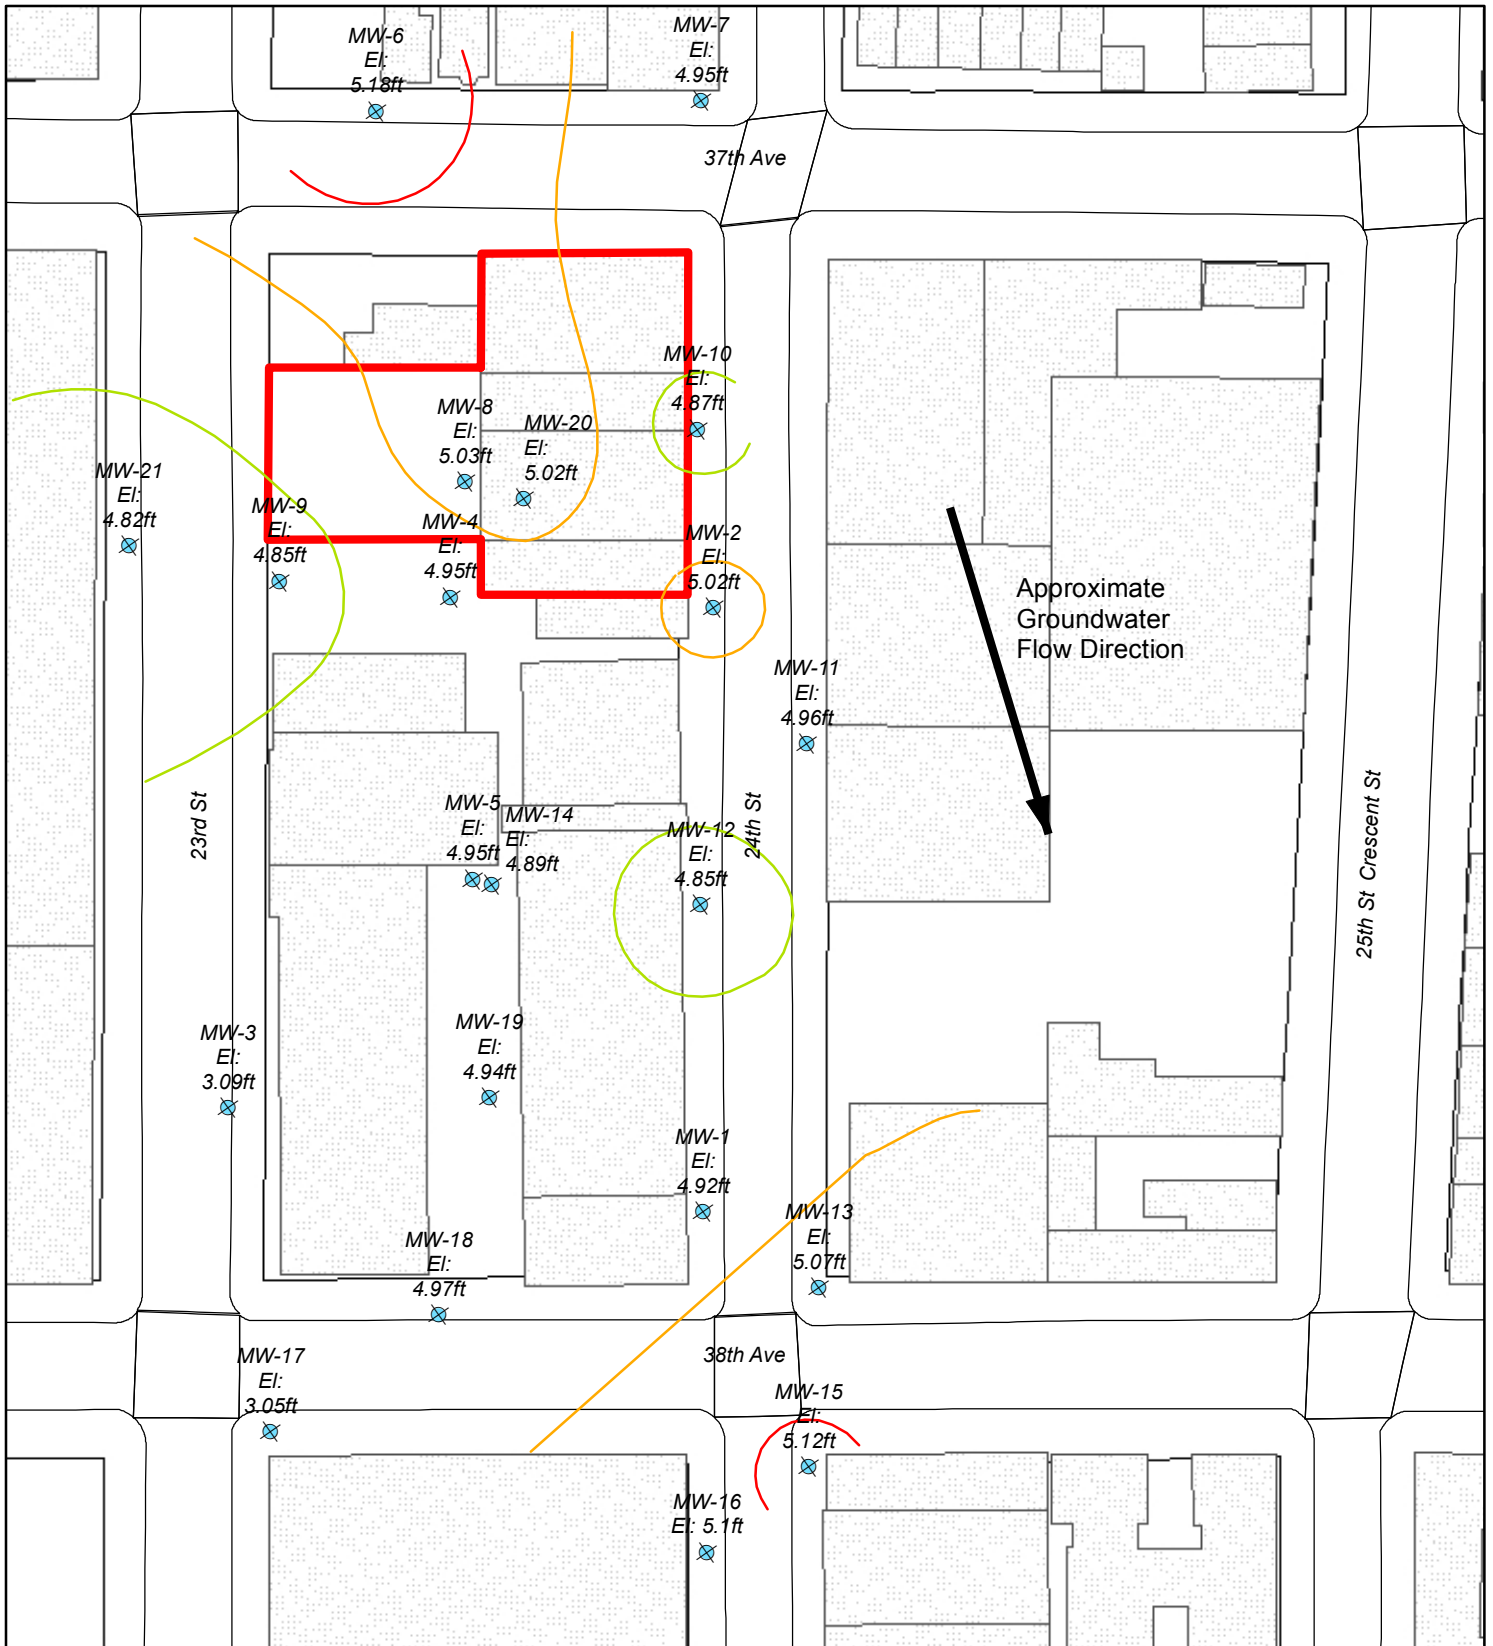 MW-6
El:
5.18ft
MW-7
El:
4.95ft
37th Ave
MW-10
El:
4.87ft
MW-8
El:
5.03ft
MW-20
El:
5.02ft
MW-21
El:
4.82ft
MW-9
El:
4.85ft
MW-4
El:
4.95ft
MW-2
El:
5.02ft
Approximate
Groundwater
Flow Direction
MW-11
El:
4.96ft
23rd St
24th St
25th St Crescent St
MW-5
El:
4.95ft
MW-14
El:
4.89ft
MW-12
El:
4.85ft
MW-3
El:
3.09ft
MW-19
El:
4.94ft
MW-1
El:
4.92ft
MW-13
El:
5.07ft
MW-18
El:
4.97ft
38th Ave
MW-17
El:
3.05ft
MW-15
El:
5.12ft
MW-16
El: 5.1ft